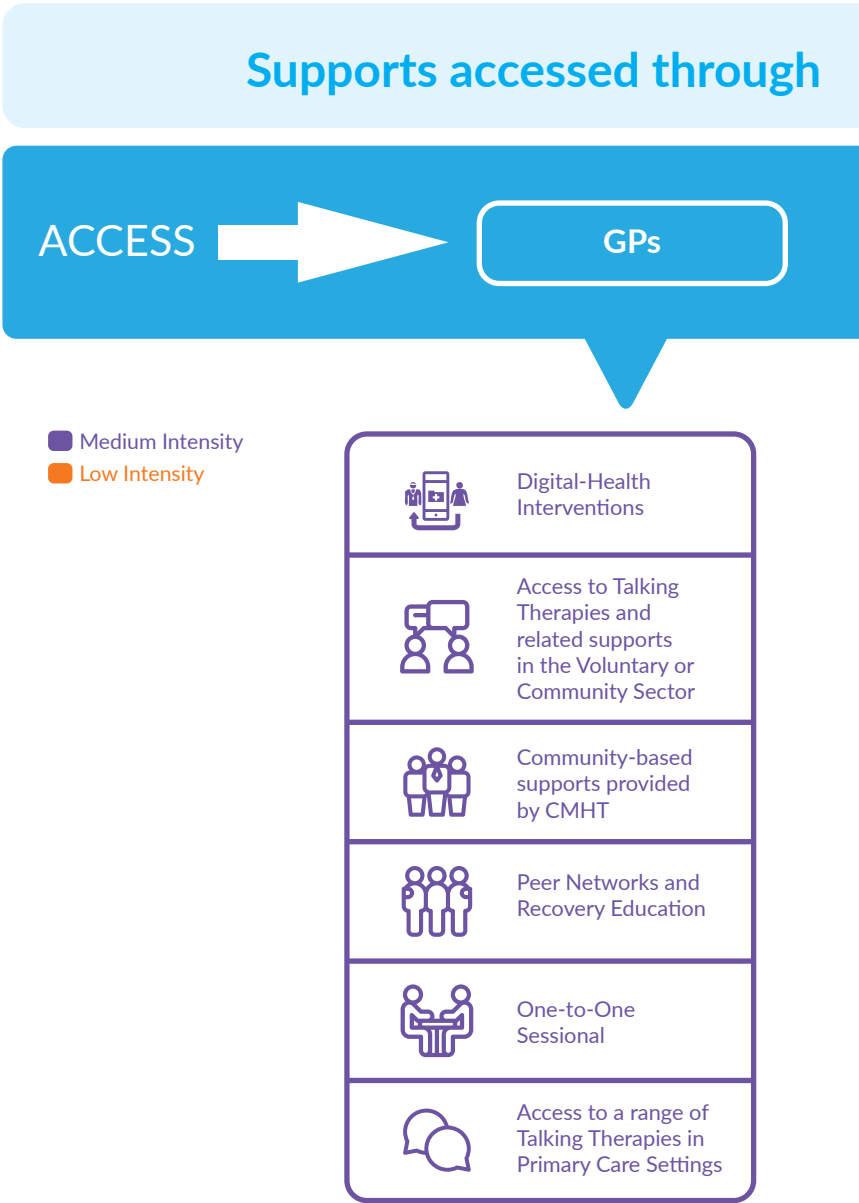 Supports accessed through
ACCESS
GPs
Medium Intensity
Low Intensity
Digital-Health
Interventions
Access to Talking
Therapies and
related supports
in the Voluntary or
Community Sector
Community-based
supports provided
by CMHT
Peer Networks and
Recovery Education
One-to-One
Sessional
Access to a range of
Talking Therapies in
Primary Care Settings